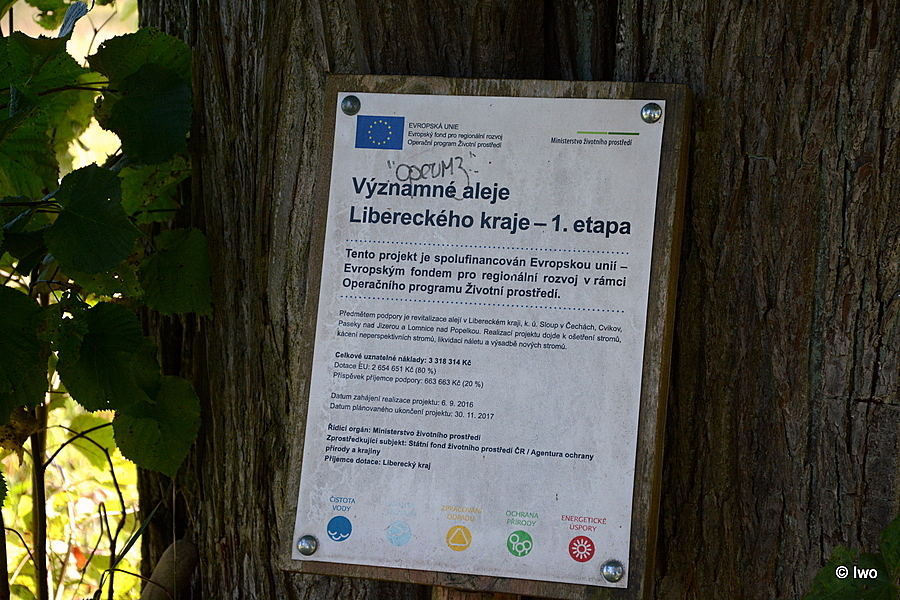 EVROPSKÁ UNIE
Evropský fond pro regionální rozvoj
Operační program Životní prostředí
Ministerstvo životního prostředí
Významné aleje
Libereckého kraje – 1. etapa
Tento projekt je spolufinancován Evropskou unií –
Evropským fondem pro regionální rozvoj v rámci
Operačního programu Životní prostředí.
Předmětem podpory je revitalizace alejí v Libereckém kraji, k. ú. Sloup v Čechách, Cvikov,
Paseky nad Jizerou a Lomnice nad Popelkou. Realizací projektu dojde k ošetření stromů,
kácení neperspektivních stromů, likvidaci náletu a výsadbě nových stromů.
Celkové uznatelné náklady: 3 318 314 Kč
Dotace EU: 2 654 651 Kč (80 %)
Příspěvek příjemce podpory: 663 663 Kč (20 %)
Datum zahájení realizace projektu: 6. 9. 2016
Datum plánovaného ukončení projektu: 30. 11. 2017
Řídící orgán: Ministerstvo životního prostředí
Zprostředkující subjekt: Státní fond životního prostředí ČR / Agentura ochrany
přírody a krajiny
Příjemce dotace: Liberecký kraj
ČISTOTA
VODY
ZPRACOVÁNÍ
ODPADU
OCHRANA
PŘÍRODY
ENERGETICKÉ
ÚSPORY
© Iwo